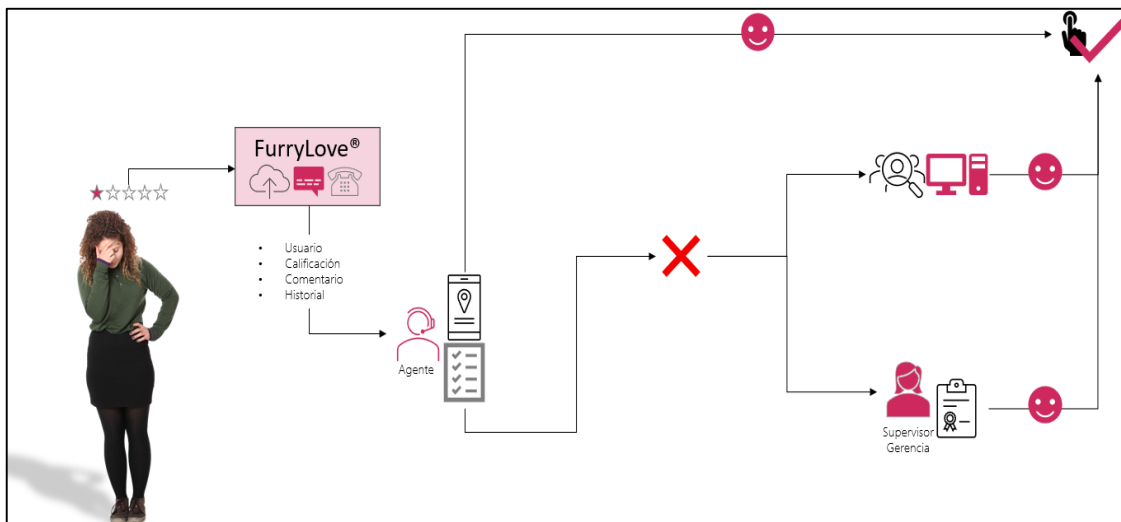 FurryLove®
Usuario
Calificación
Comentario
Historial
Agente
Supervisor
Gerencia